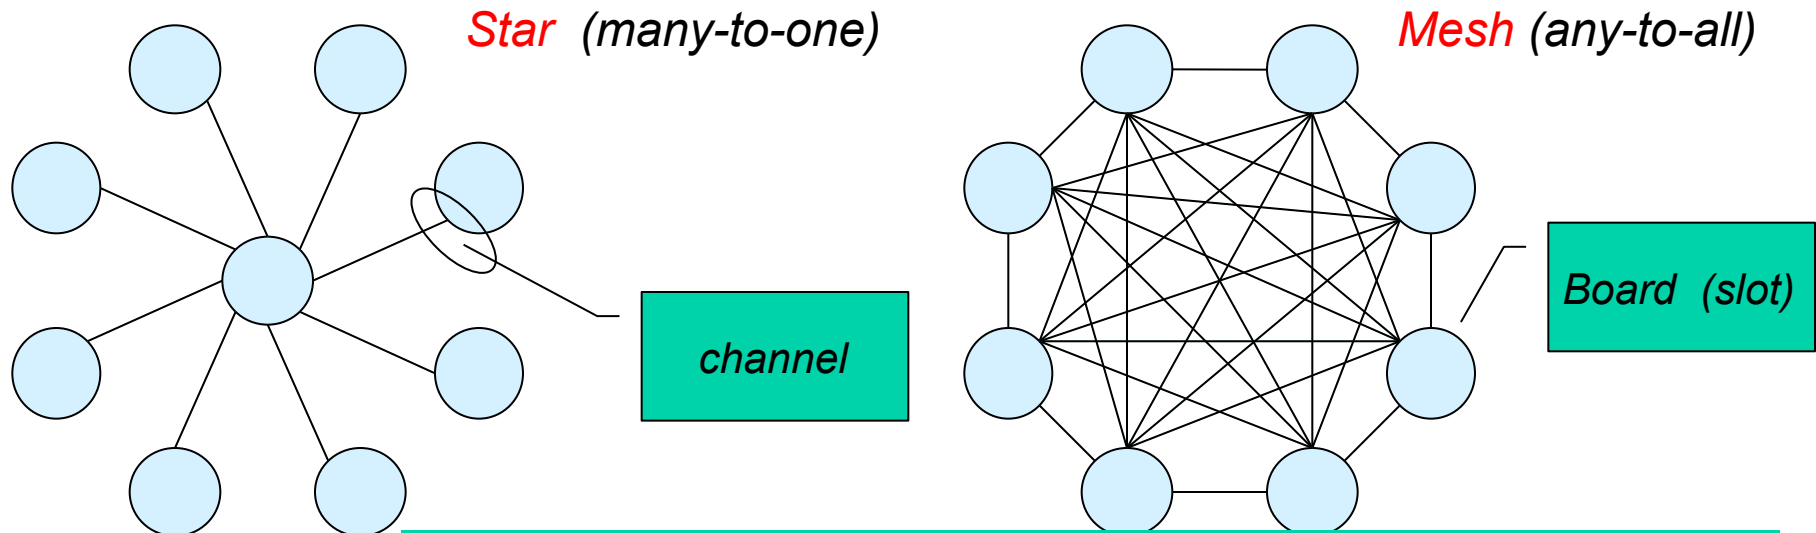 Star (many-to-one)
Mesh (any-to-all)
channel
Board (slot)